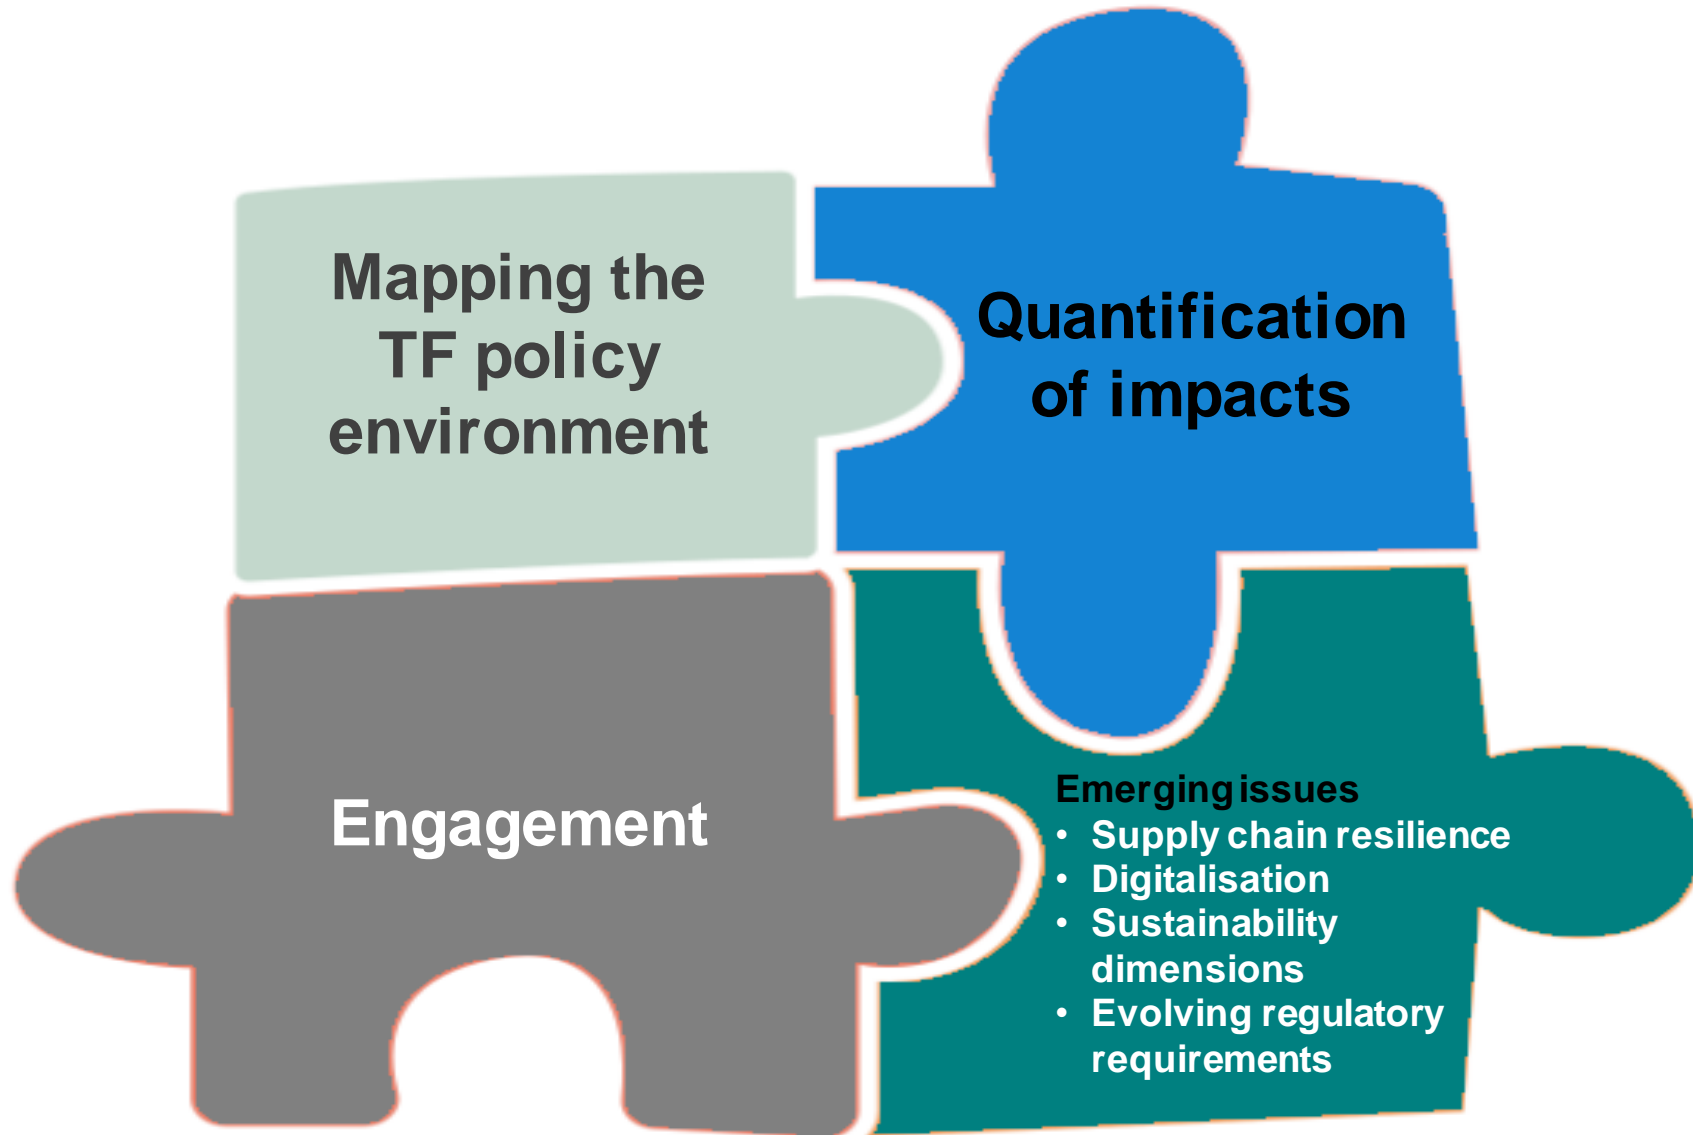 Mapping the
TF policy
environment
Quantification
of impacts
Engagement
Emerging issues
• Supply chain resilience
• Digitalisation
• Sustainability
dimensions
• Evolving regulatory
requirements